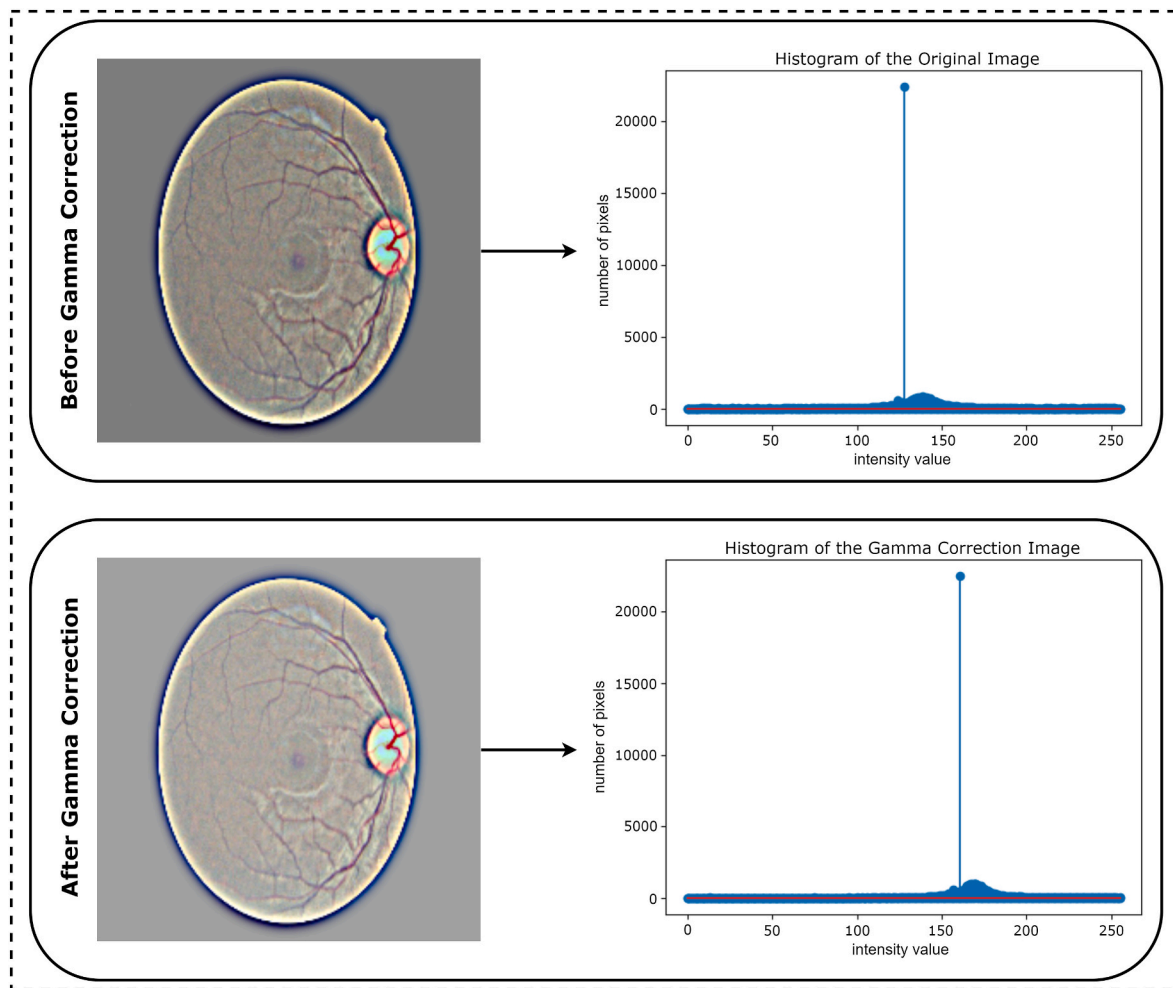 Before Gamma Correction
Histogram of the Original Image
number of pixels
20000
15000
10000
5000
0
0 50 100 150 200 250
intensity value
After Gamma Correction
Histogram of the Gamma Correction Image
number of pixels
20000
15000
10000
5000
0
0 50 100 150 200 250
intensity value